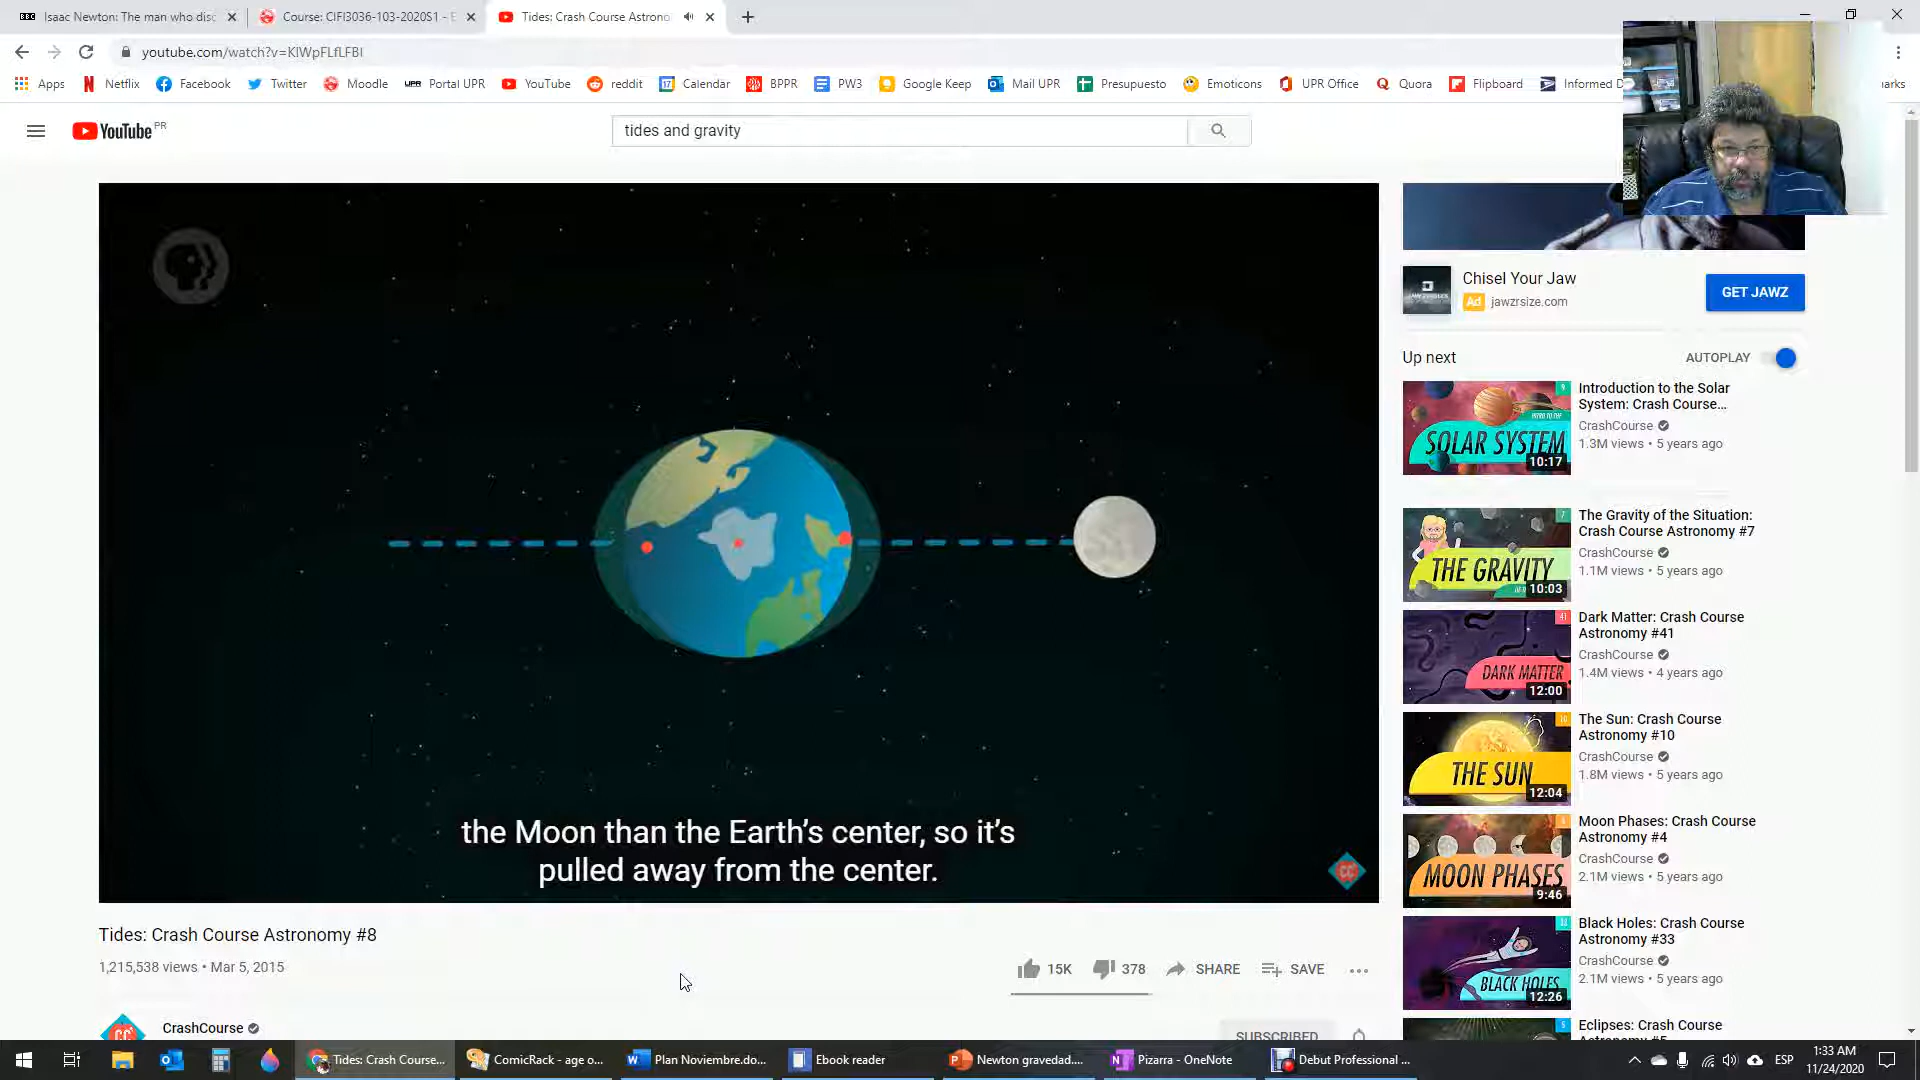 Isaac Newton: The man who disc
Course: CIFI3036-103-2020S1 - E
Tides: Crash Course Astrono
youtube.com/watch?v=KlWpFLfLFBI
Apps
Netflix
Facebook
Twitter
Moodle
UPR Portal UPR
YouTube
reddit
Calendar
BPPR
PW3
Google Keep
Mail UPR
Presupuesto
Emoticons
UPR Office
Quora
Flipboard
Informed D
arks
YouTube PR
tides and gravity
the Moon than the Earth's center, so it's
pulled away from the center.
Tides: Crash Course Astronomy #8
1,215,538 views • Mar 5, 2015
15K
378
SHARE
SAVE
CrashCourse
SUBSCRIBED
Chisel Your Jaw
Ad jawzrsize.com
GET JAWZ
Up next
AUTOPLAY
SOLAR SYSTEM
10:17
Introduction to the Solar
System: Crash Course...
CrashCourse
1.3M views • 5 years ago
THE GRAVITY
10:03
The Gravity of the Situation:
Crash Course Astronomy #7
CrashCourse
1.1M views • 5 years ago
DARK MATTER
12:00
Dark Matter: Crash Course
Astronomy #41
CrashCourse
1.4M views • 4 years ago
THE SUN
12:04
The Sun: Crash Course
Astronomy #10
CrashCourse
1.8M views • 5 years ago
MOON PHASES
9:46
Moon Phases: Crash Course
Astronomy #4
CrashCourse
2.1M views • 5 years ago
BLACK HOLES
12:26
Black Holes: Crash Course
Astronomy #33
CrashCourse
2.1M views • 5 years ago
Eclipses: Crash Course
Astronomy #5
Tides: Crash Course...
ComicRack - age o...
Plan Noviembre.do...
Ebook reader
Newton gravedad....
Pizarra - OneNote
Debut Professional ...
ESP
1:33 AM
11/24/2020